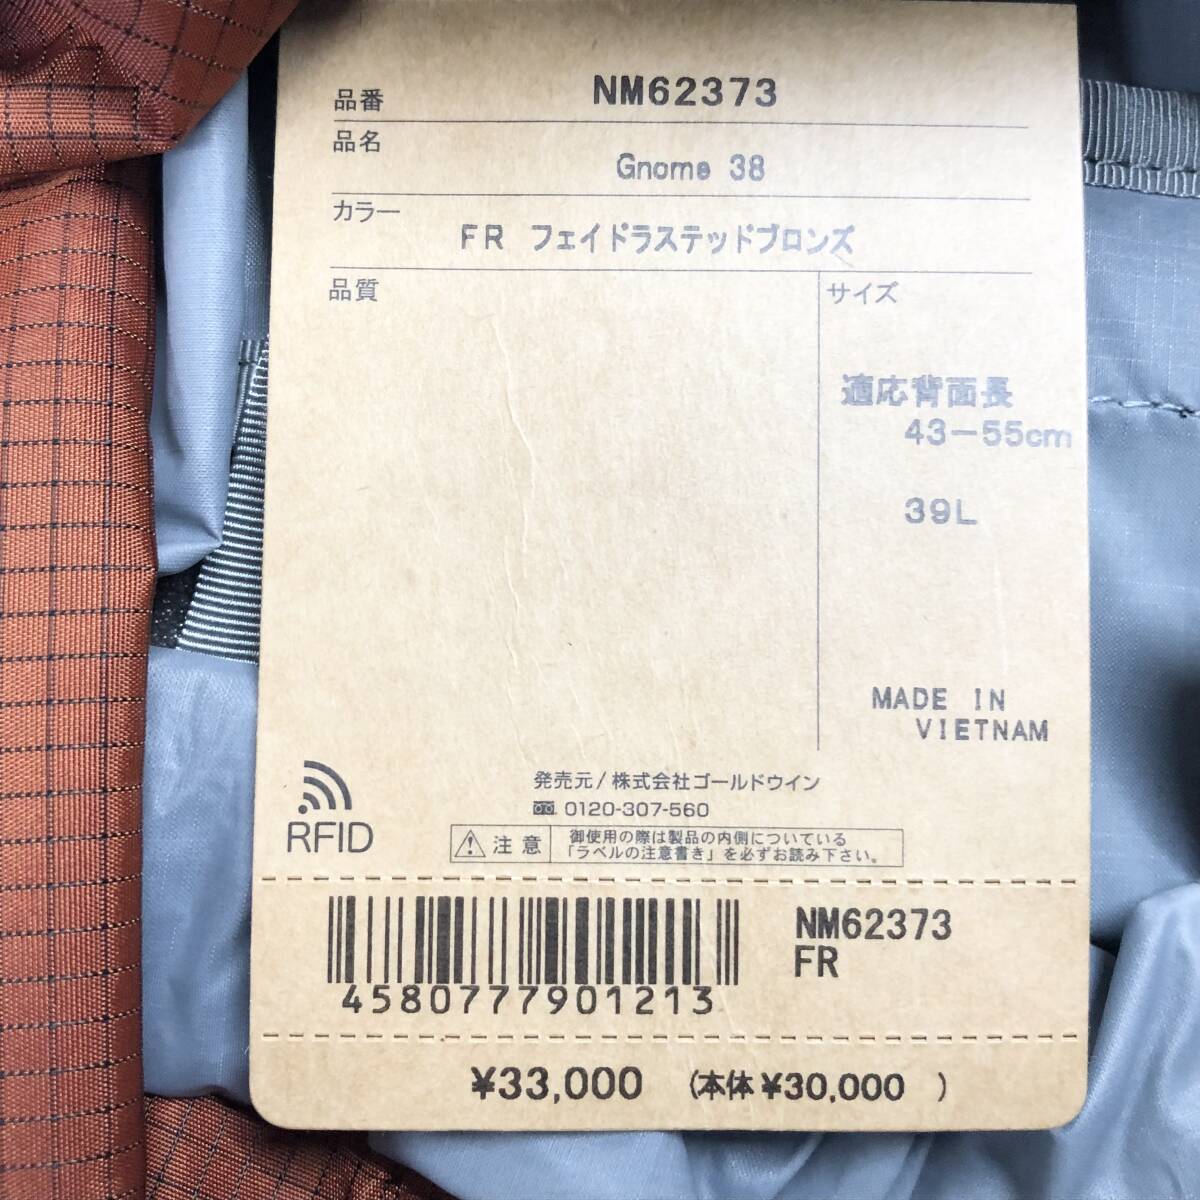 品番 NM62373
品名 Gnome 38
カラー FR フェイドラステッドブロンズ
品質
サイズ
適応背面長
43-55cm
39L
MADE IN
VIETNAM
RFID
発売元/株式会社ゴールドウイン
0120-307-560
注意
御使用の際は製品の内側についている
「ラベルの注意書き」を必ずお読み下さい。
4580777901213
NM62373
FR
¥33,000 (本体¥30,000 )